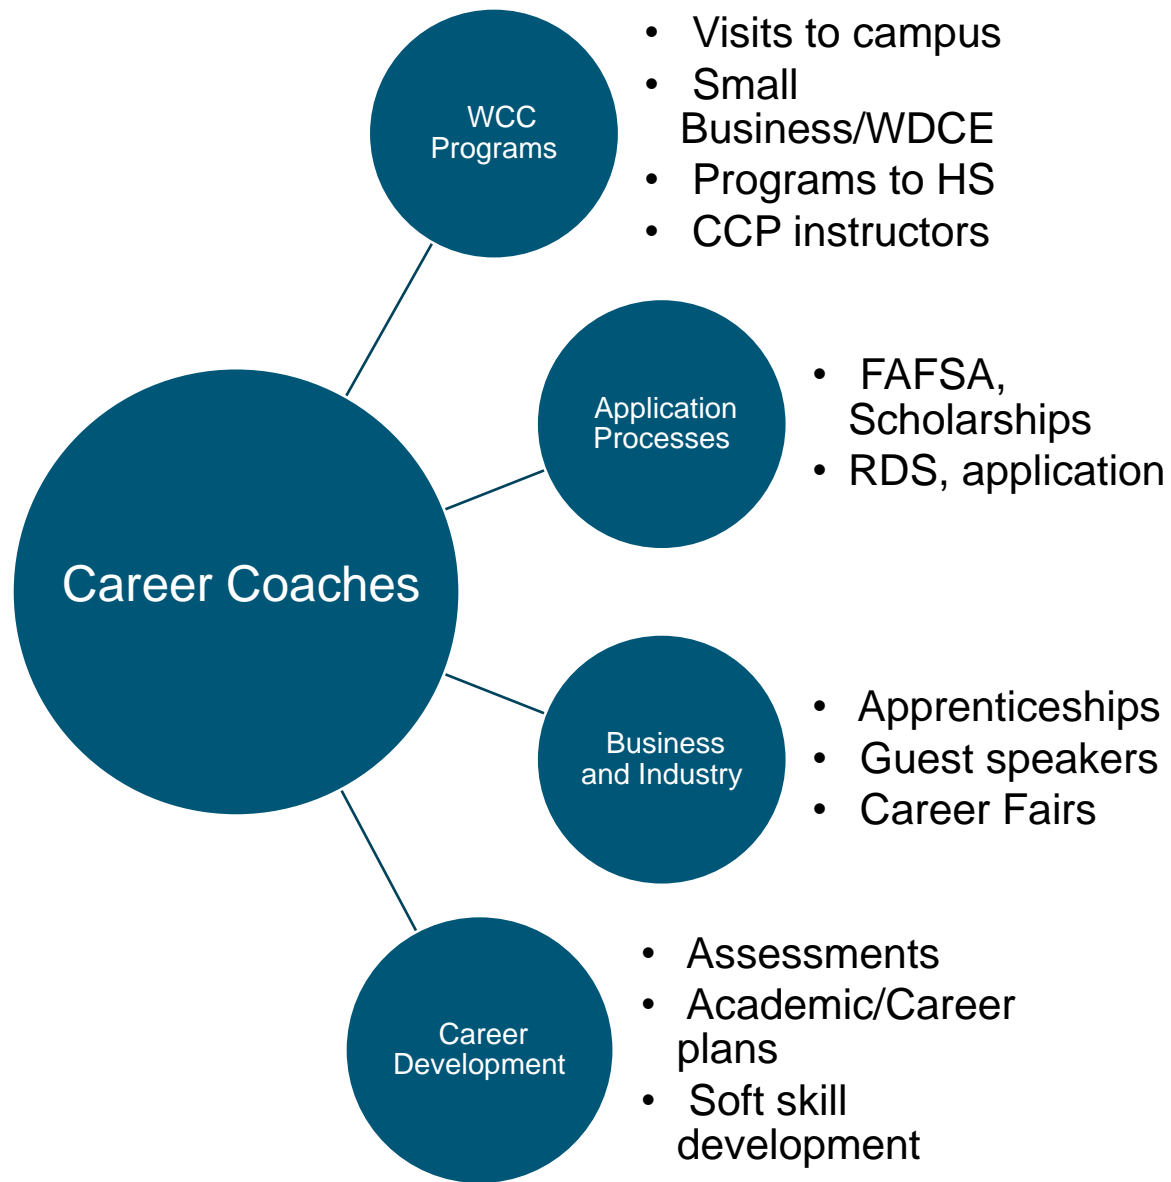 WCC
Programs
• Visits to campus
• Small
Business/WDCE
• Programs to HS
• CCP instructors
Application
Processes
• FAFSA,
Scholarships
• RDS, application
Career Coaches
Business
and Industry
• Apprenticeships
• Guest speakers
• Career Fairs
Career
Development
• Assessments
• Academic/Career
plans
• Soft skill
development